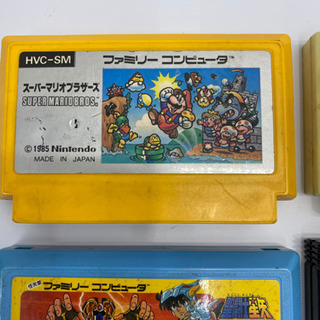 HVC-SM
ファミリー コンピュータ
スーパーマリオブラザーズ
SUPER MARIO BROS.
©1985 Nintendo
MADE IN JAPAN
ファミリー コンピュータ